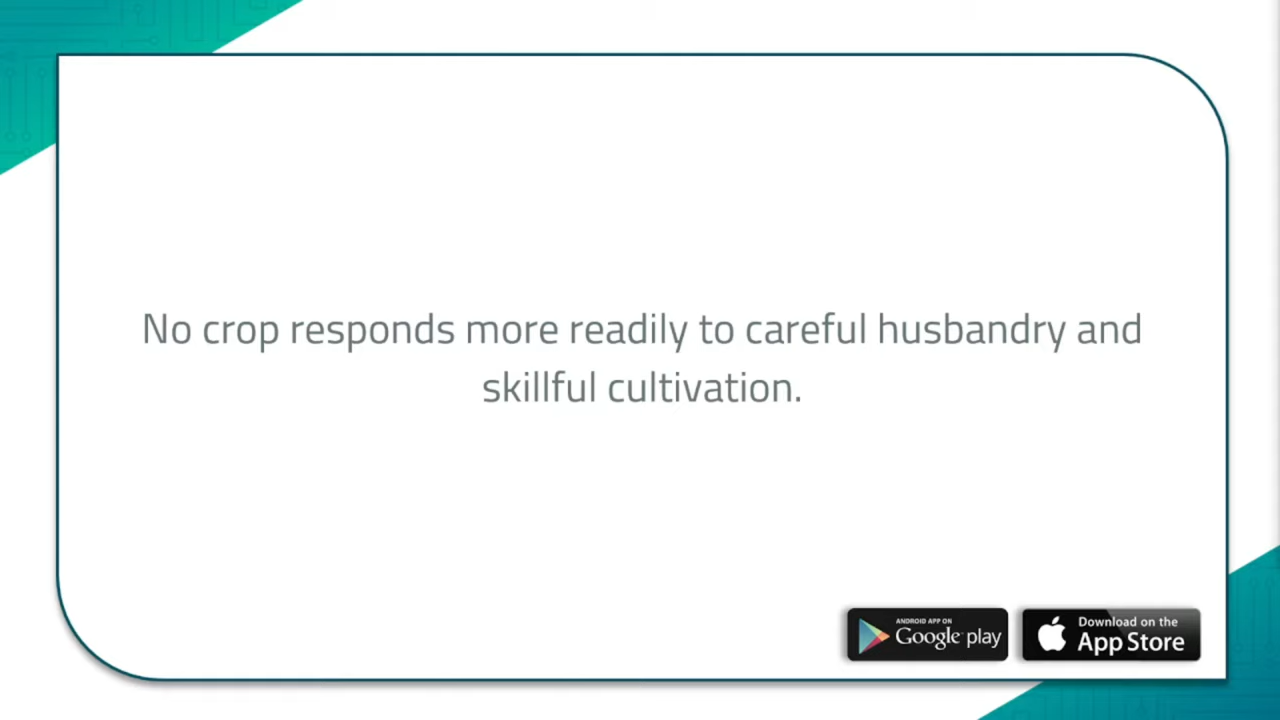 No crop responds more readily to careful husbandry and
skillful cultivation.
ANDROID APP ON
Google play
Download on the
App Store